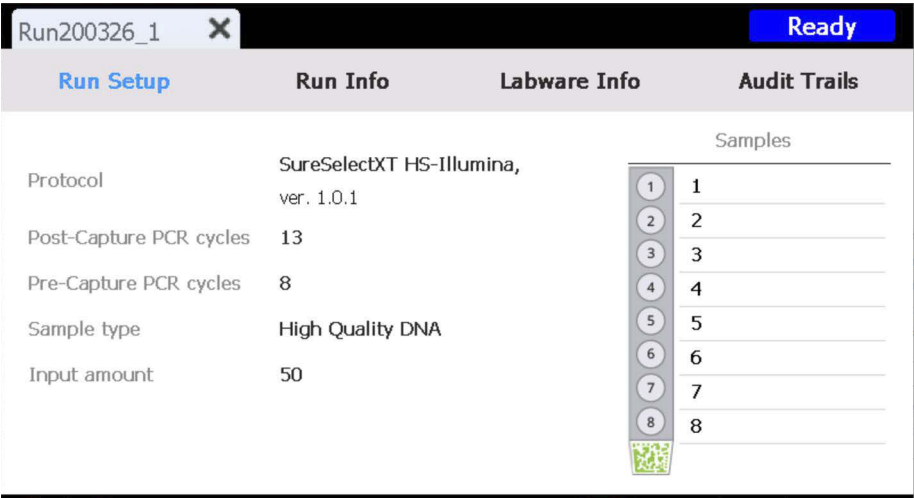 Run200326_1
Ready
Run Setup
Run Info
Labware Info
Audit Trails
Protocol
SureSelectXT HS-Illumina,
ver. 1.0.1
Post-Capture PCR cycles
13
Pre-Capture PCR cycles
8
Sample type
High Quality DNA
Input amount
50
Samples
1 1
2 2
3 3
4 4
5 5
6 6
7 7
8 8